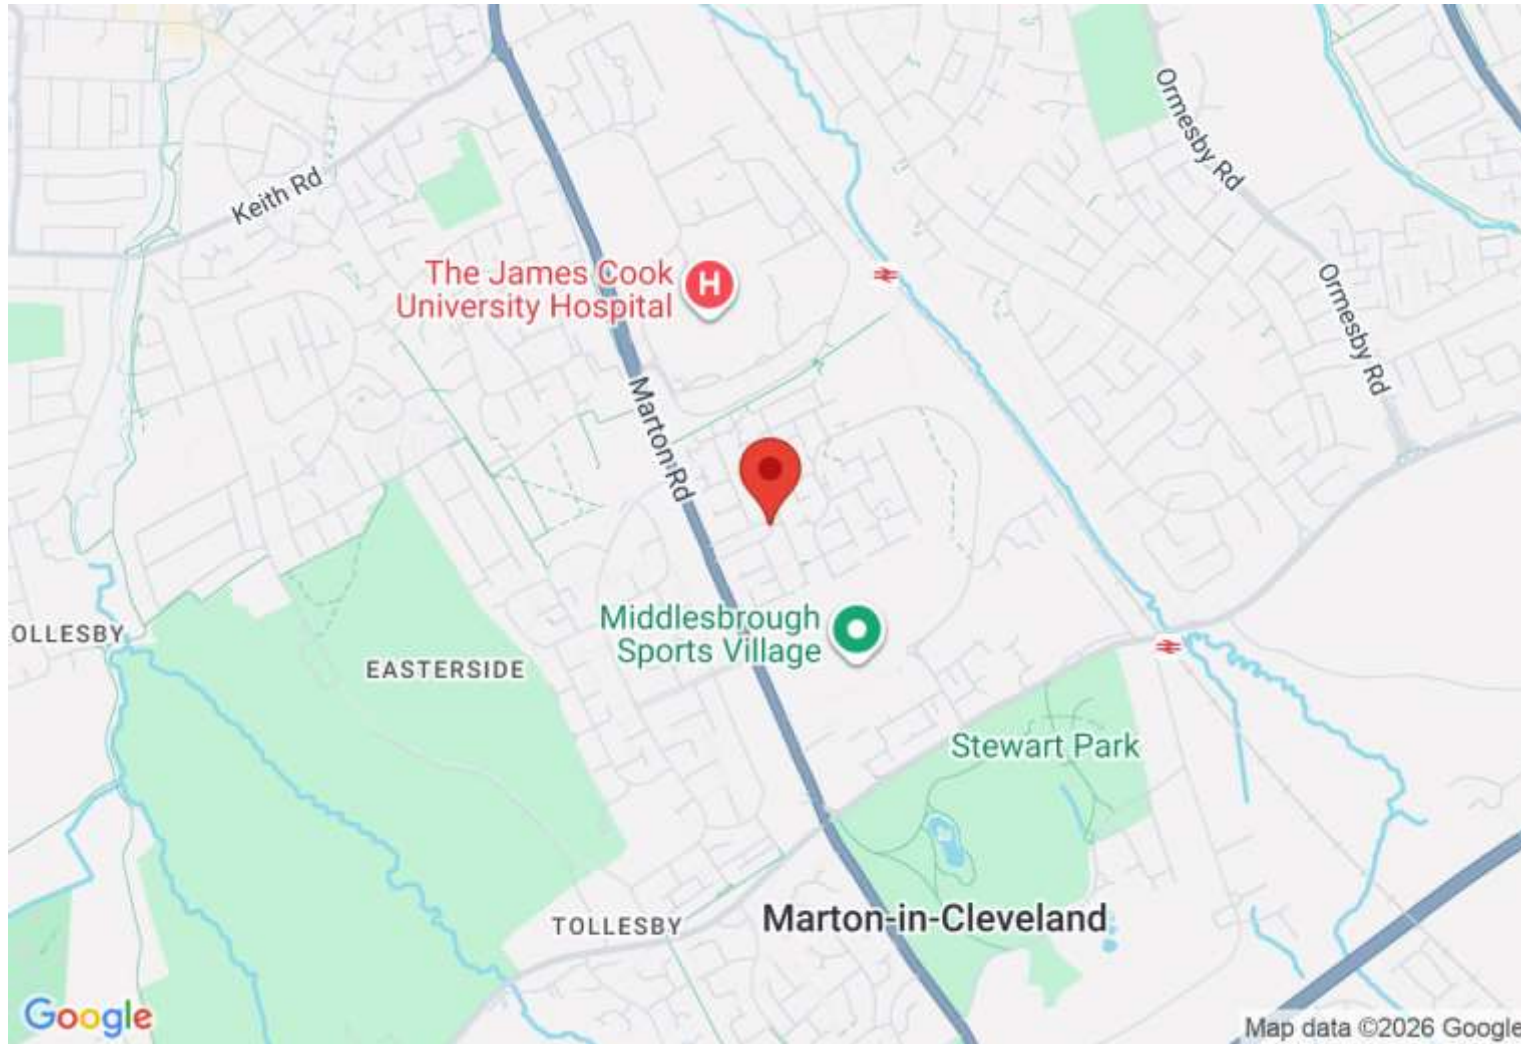 Ormesby Rd
Keith Rd
The James Cook
University Hospital
H
Ormesby Rd
Marton Rd
Middlesbrough
Sports Village
OLLESBY
EASTERSIDE
Stewart Park
TOLLESBY
Marton-in-Cleveland
Google
Map data ©2026 Google